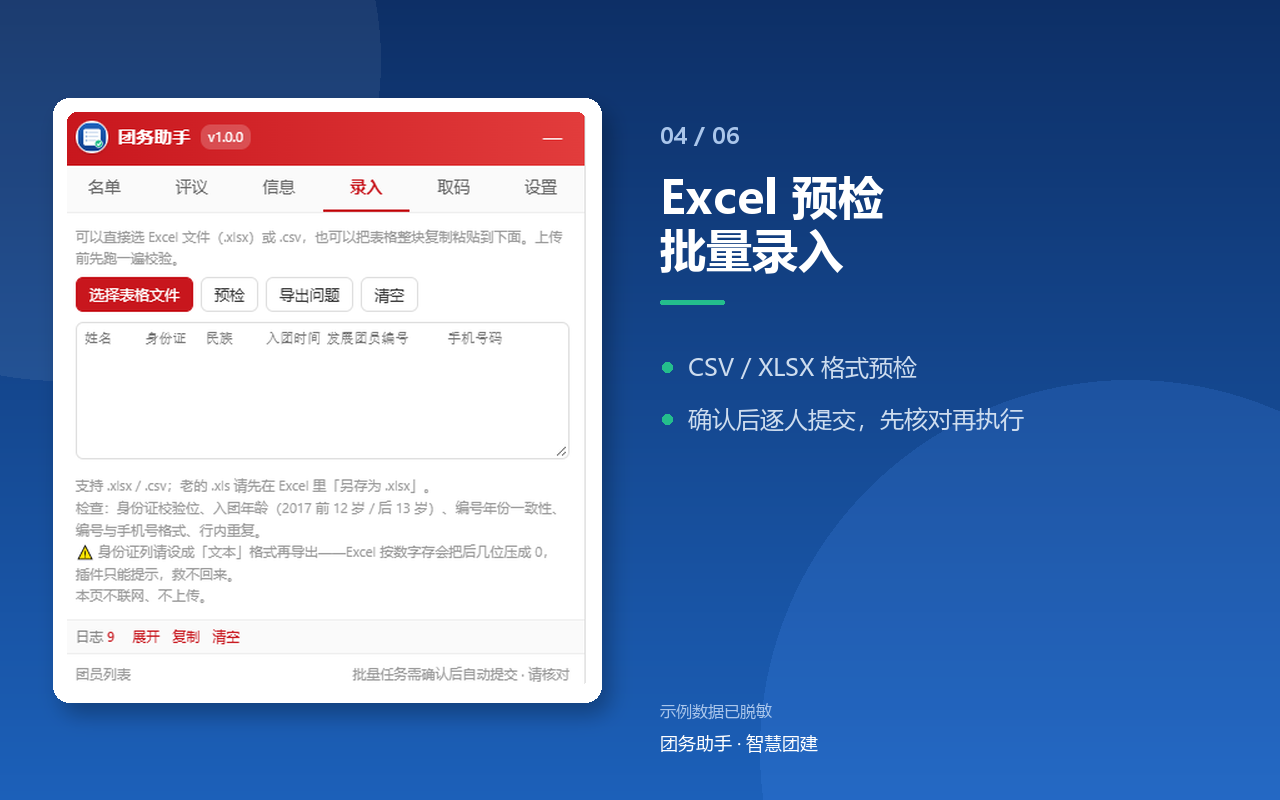 团务助手 v1.0.0 —
名单 评议 信息 录入 取码 设置
可以直接选 Excel 文件（.xlsx）或 .csv，也可以把表格整块复制粘贴到下面。上传
前先跑一遍校验。
选择表格文件 预检 导出问题 清空
姓名 身份证 民族 入团时间 发展团员编号 手机号码
支持 .xlsx / .csv；老的 .xls 请先在 Excel 里「另存为 .xlsx」。
检查：身份证校验位、入团年龄（2017 前 12 岁 / 后 13 岁）、编号年份一致性、
编号与手机号格式、行内重复。
⚠ 身份证列请设成「文本」格式再导出——Excel 按数字存会把后几位压成 0，
插件只能提示，救不回来。
本页不联网、不上传。
日志 9 展开 复制 清空
团员列表 批量任务需确认后自动提交 · 请核对
04 / 06
Excel 预检
批量录入
CSV / XLSX 格式预检
确认后逐人提交，先核对再执行
示例数据已脱敏
团务助手 · 智慧团建